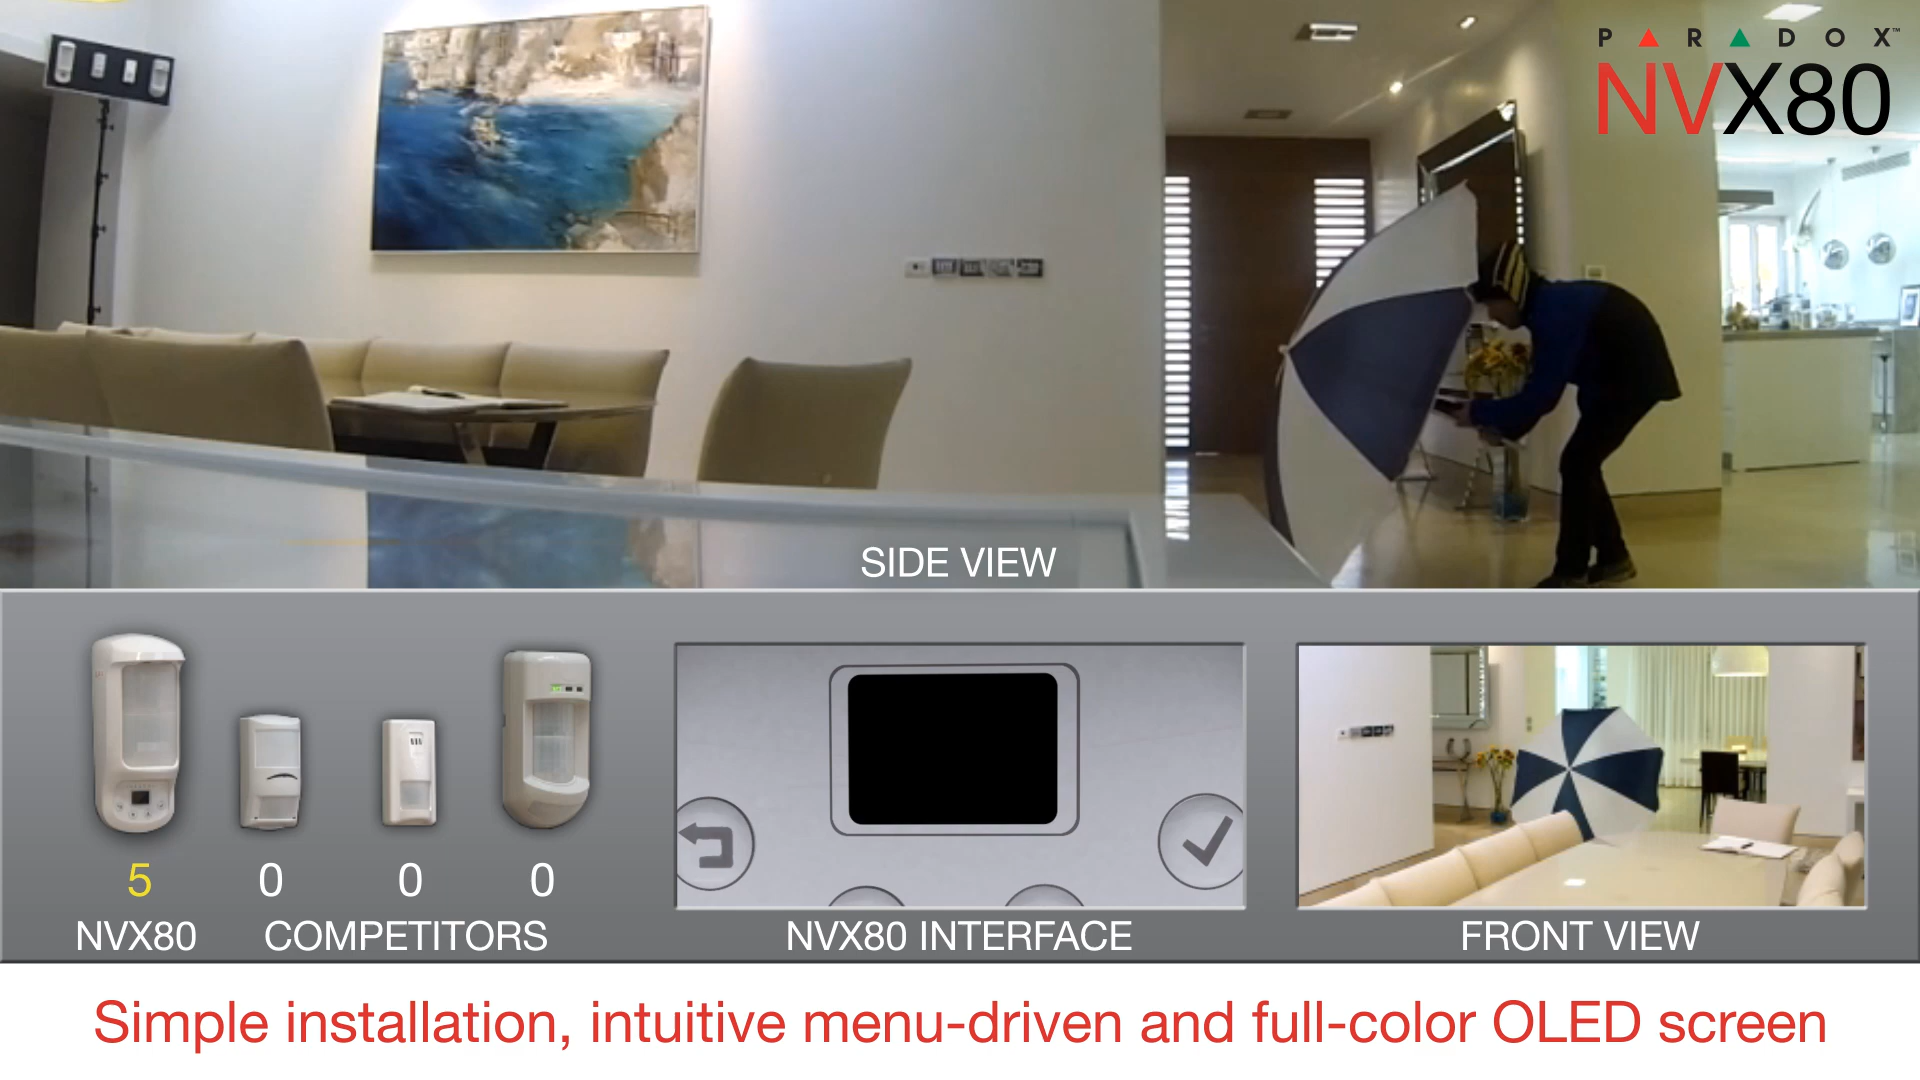 PARADOX™
NVX80
SIDE VIEW
5 0 0 0
NVX80 COMPETITORS
NVX80 INTERFACE
FRONT VIEW
Simple installation, intuitive menu-driven and full-color OLED screen